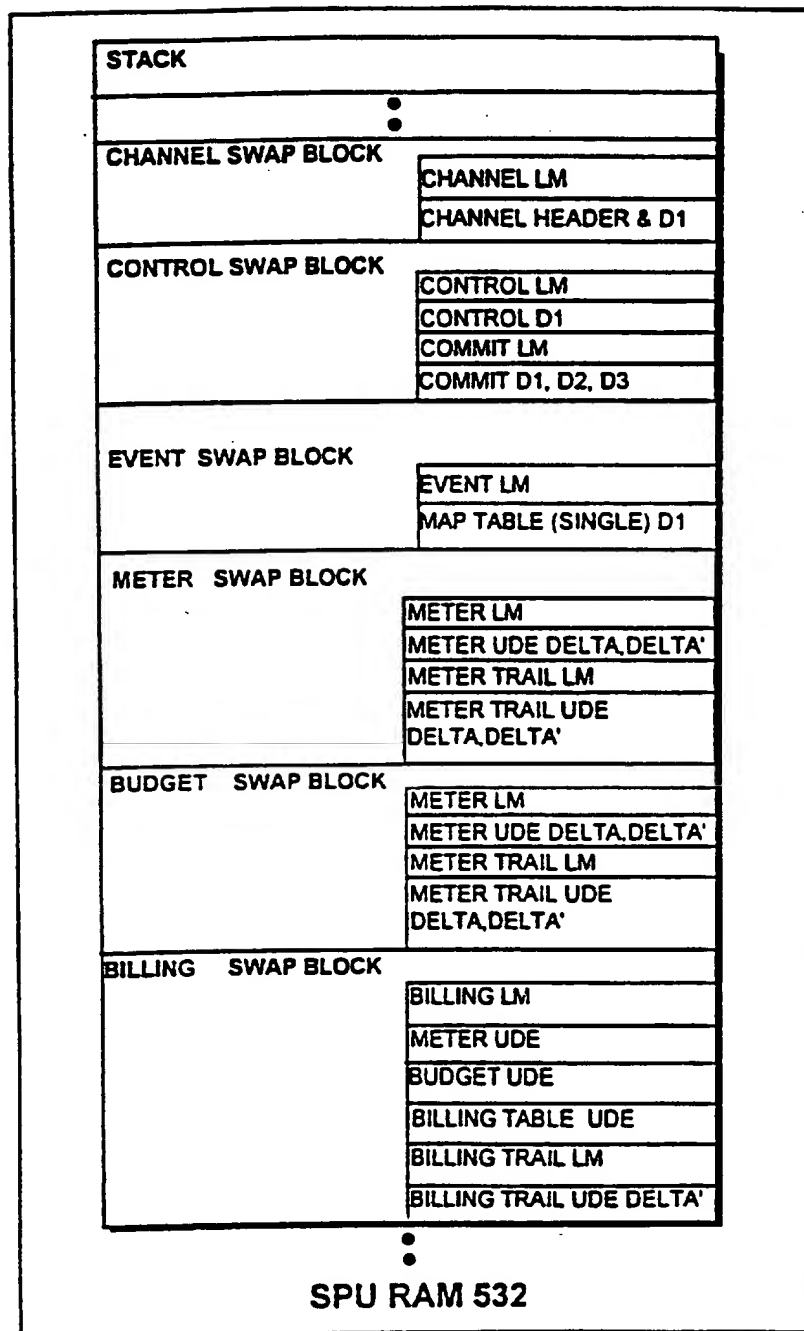 STACK
CHANNEL SWAP BLOCK
CHANNEL LM
CHANNEL HEADER & D1
CONTROL SWAP BLOCK
CONTROL LM
CONTROL D1
COMMIT LM
COMMIT D1, D2, D3
EVENT SWAP BLOCK
EVENT LM
MAP TABLE (SINGLE) D1
METER SWAP BLOCK
METER LM
METER UDE DELTA,DELTA'
METER TRAIL LM
METER TRAIL UDE
DELTA,DELTA'
BUDGET SWAP BLOCK
METER LM
METER UDE DELTA.DELTA'
METER TRAIL LM
METER TRAIL UDE
DELTA,DELTA'
BILLING SWAP BLOCK
BILLING LM
METER UDE
BUDGET UDE
BILLING TABLE UDE
BILLING TRAIL LM
BILLING TRAIL UDE DELTA'
SPU RAM 532